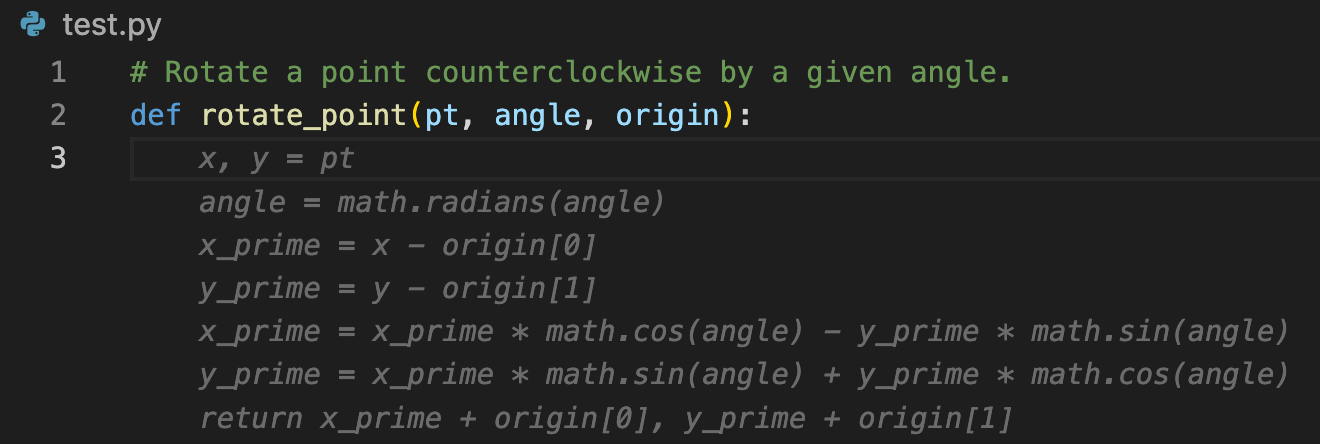 test.py
1 # Rotate a point counterclockwise by a given angle.
2 def rotate_point(pt, angle, origin):
3     x, y = pt
    angle = math.radians(angle)
    x_prime = x - origin[0]
    y_prime = y - origin[1]
    x_prime = x_prime * math.cos(angle) - y_prime * math.sin(angle)
    y_prime = x_prime * math.sin(angle) + y_prime * math.cos(angle)
    return x_prime + origin[0], y_prime + origin[1]